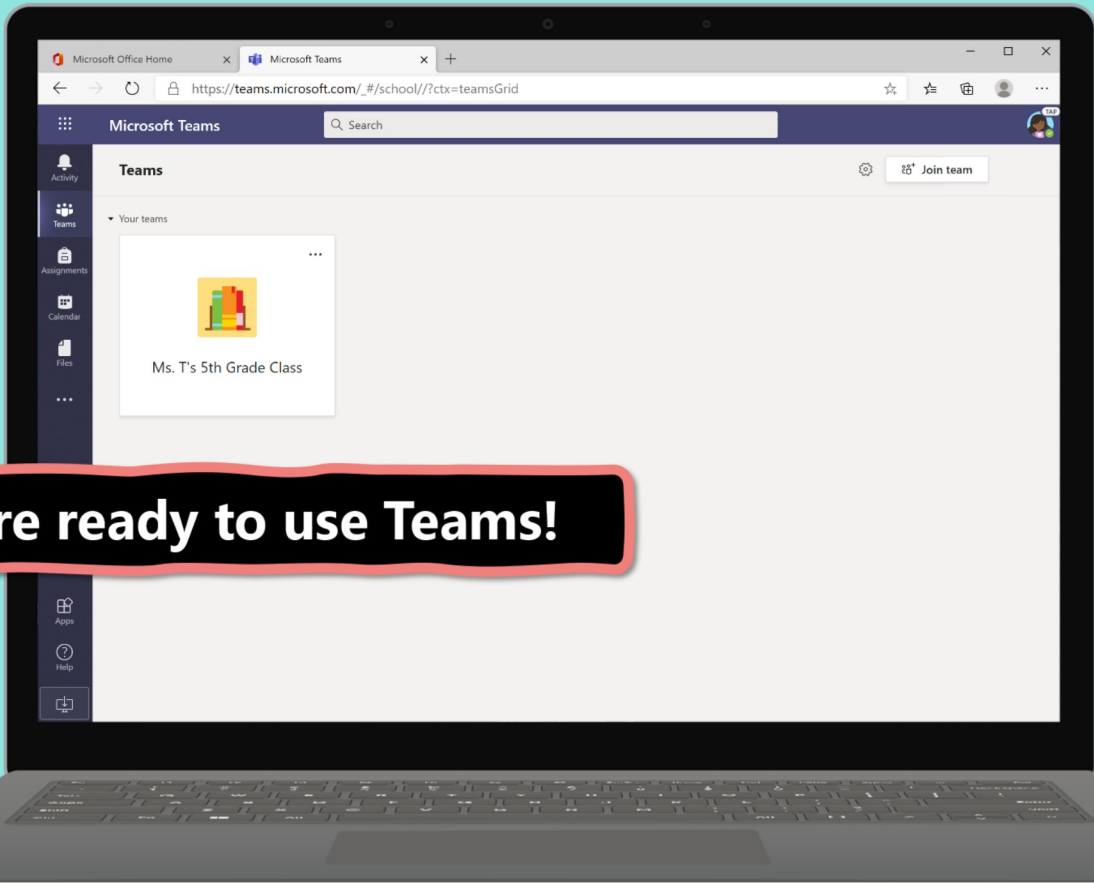 Microsoft Office Home
Microsoft Teams
https://teams.microsoft.com/_#/school//?ctx=teamsGrid
Microsoft Teams
Search
TAP
Activity
Teams
Join team
Teams
Your teams
Assignments
Calendar
Files
Ms. T's 5th Grade Class
re ready to use Teams!
Apps
Help